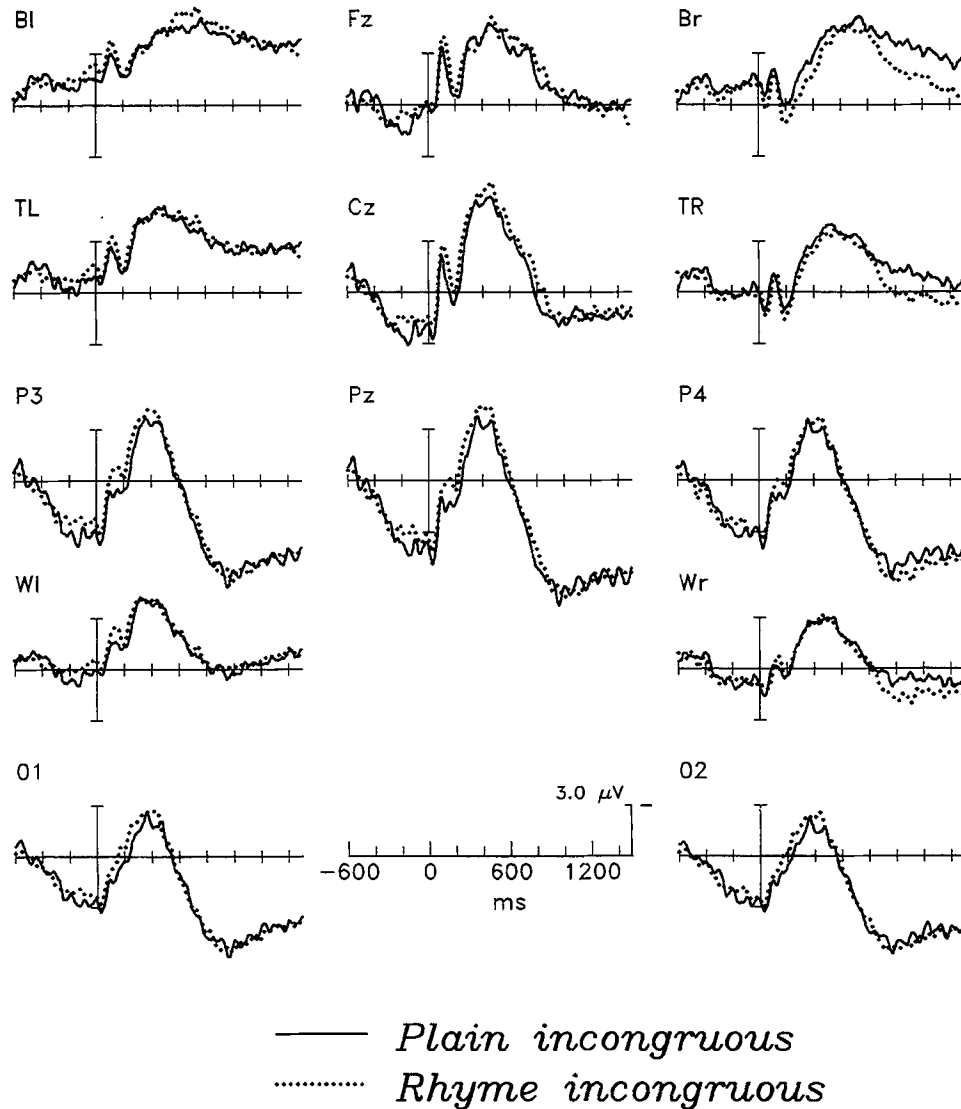 Bl Fz Br
TL Cz TR
P3 Pz P4
Wl Wr
O1 3.0 μV O2
-600 0 600 1200
ms
Plain incongruous
Rhyme incongruous